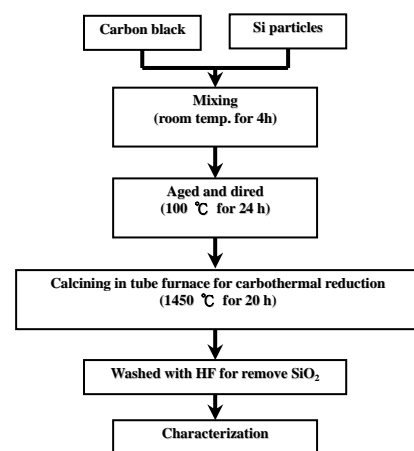 Carbon black
Si particles
Mixing
(room temp. for 4h)
Aged and dired
(100 ℃ for 24 h)
Calcining in tube furnace for carbothermal reduction
(1450 ℃ for 20 h)
Washed with HF for remove SiO₂
Characterization